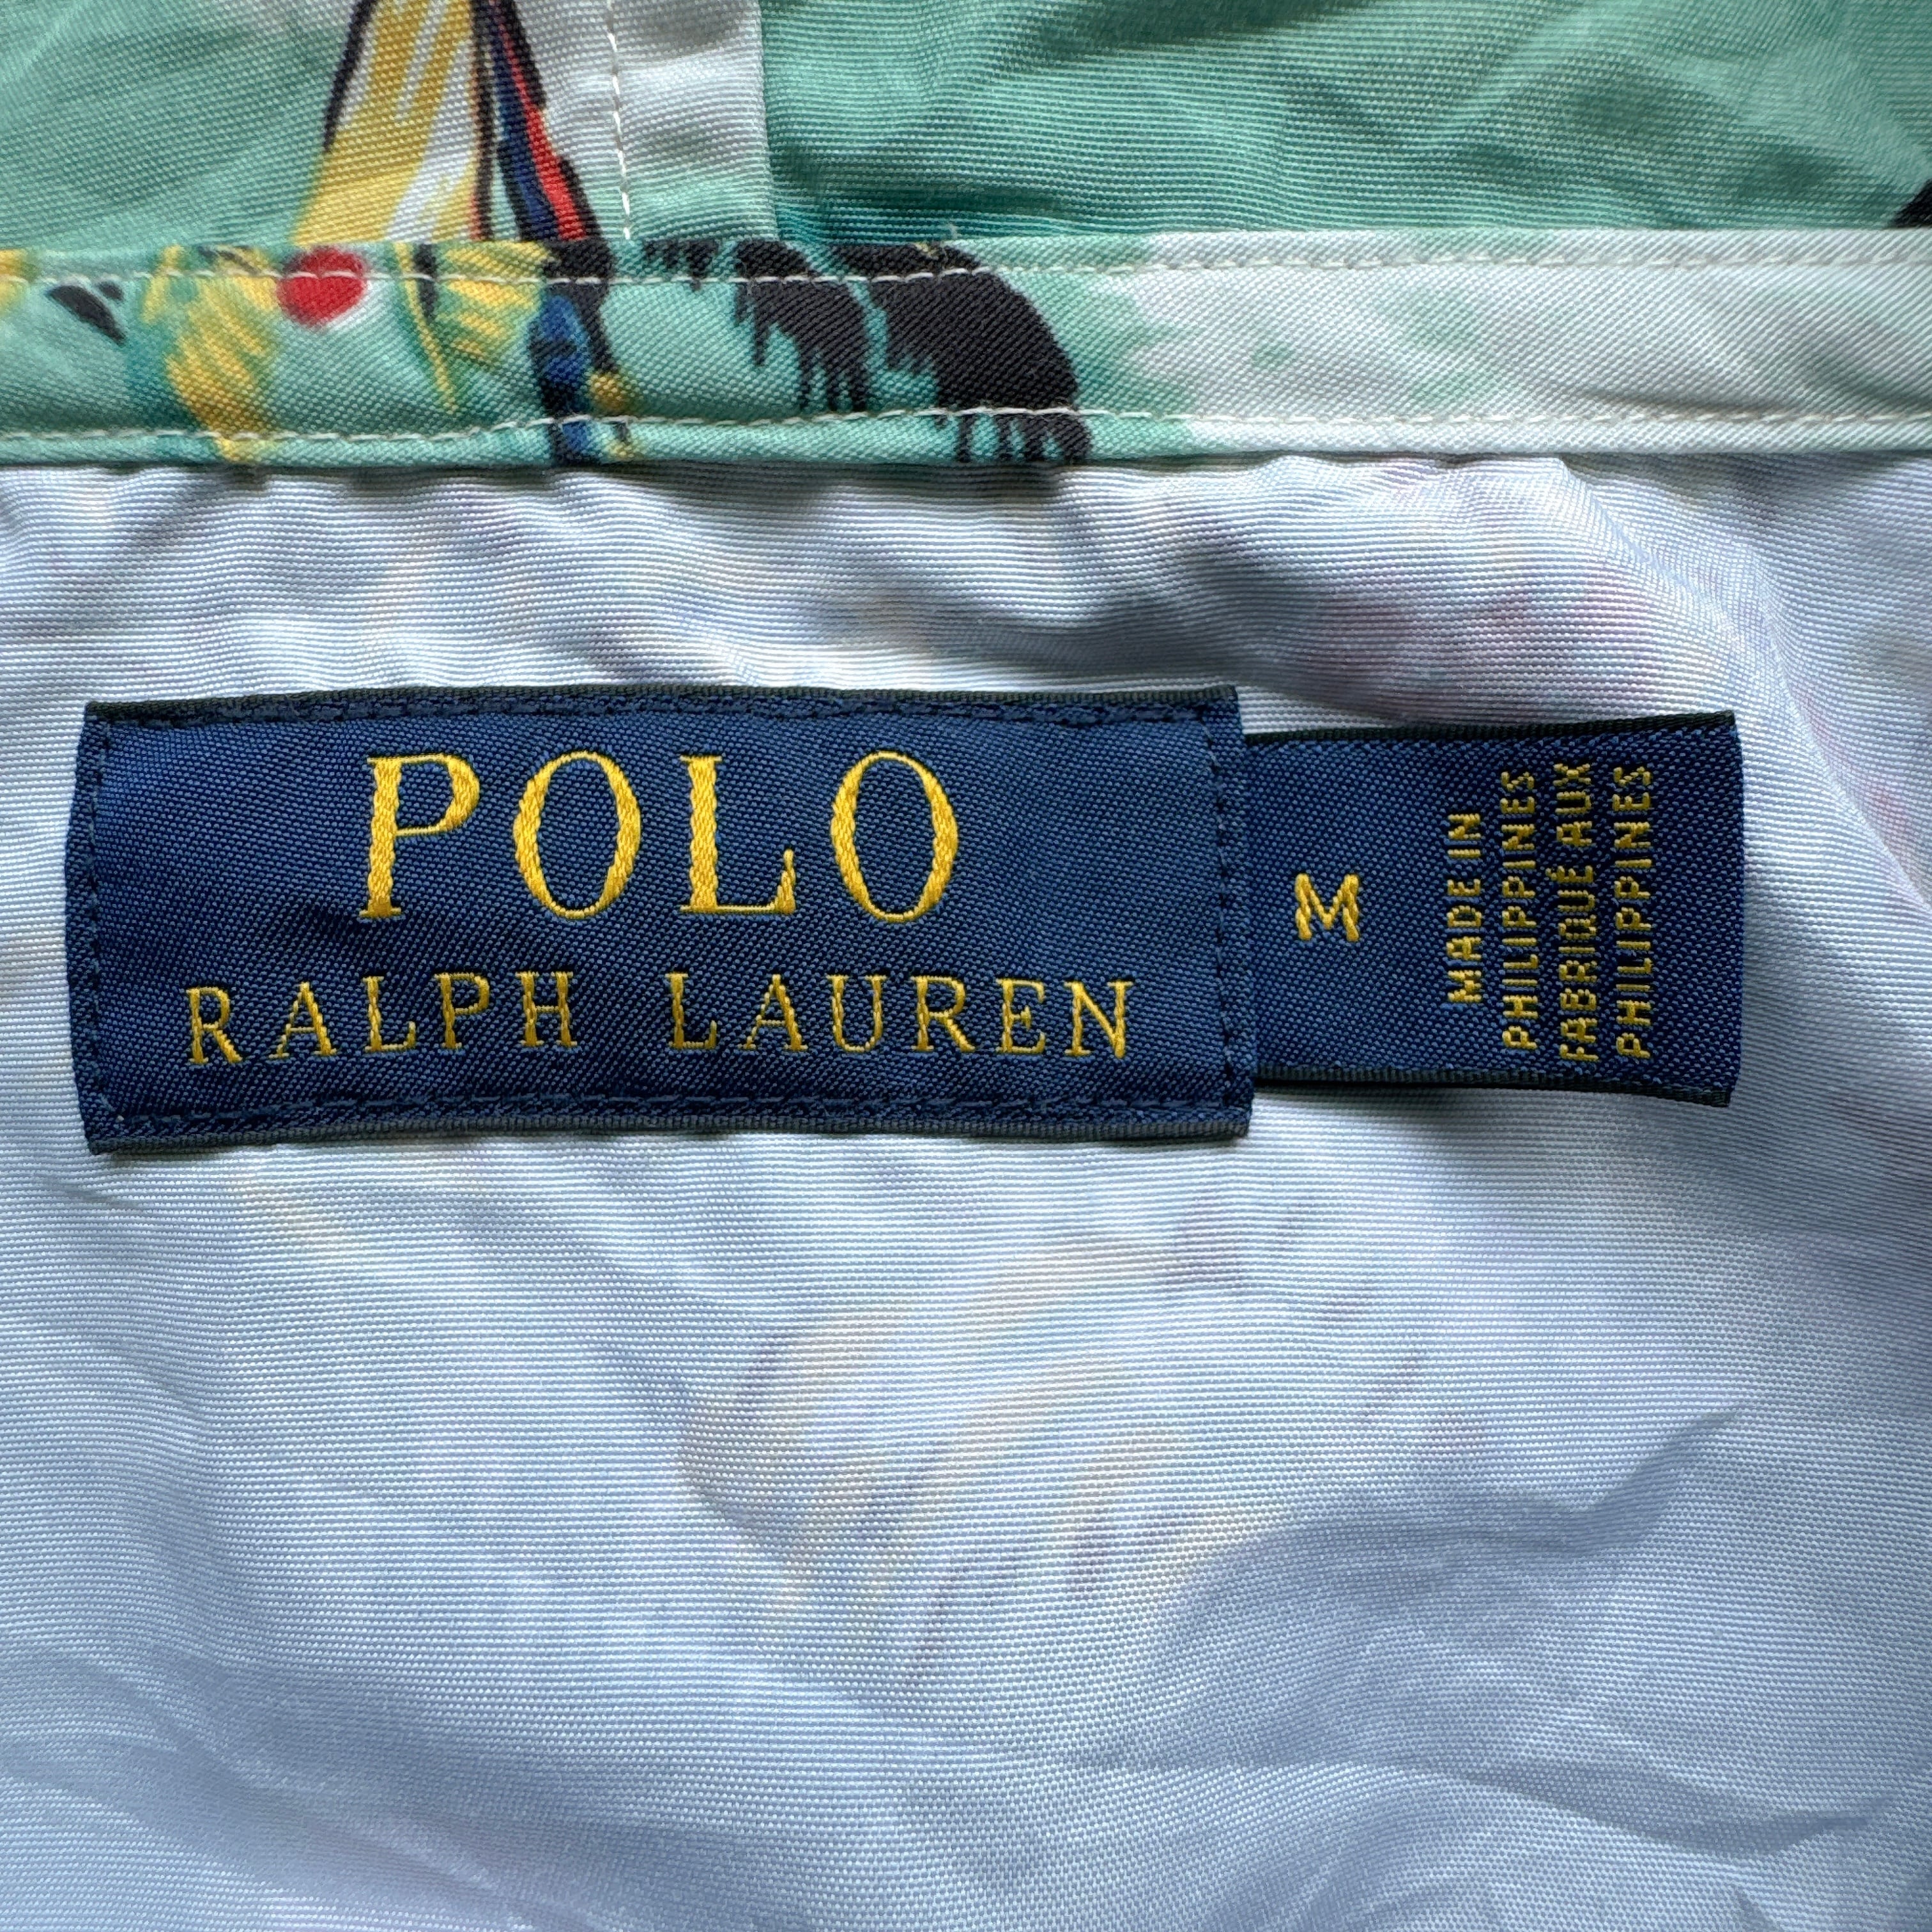 POLO
RALPH LAUREN
M
MADE IN
PHILIPPINES
FABRIQUÉ AUX
PHILIPPINES